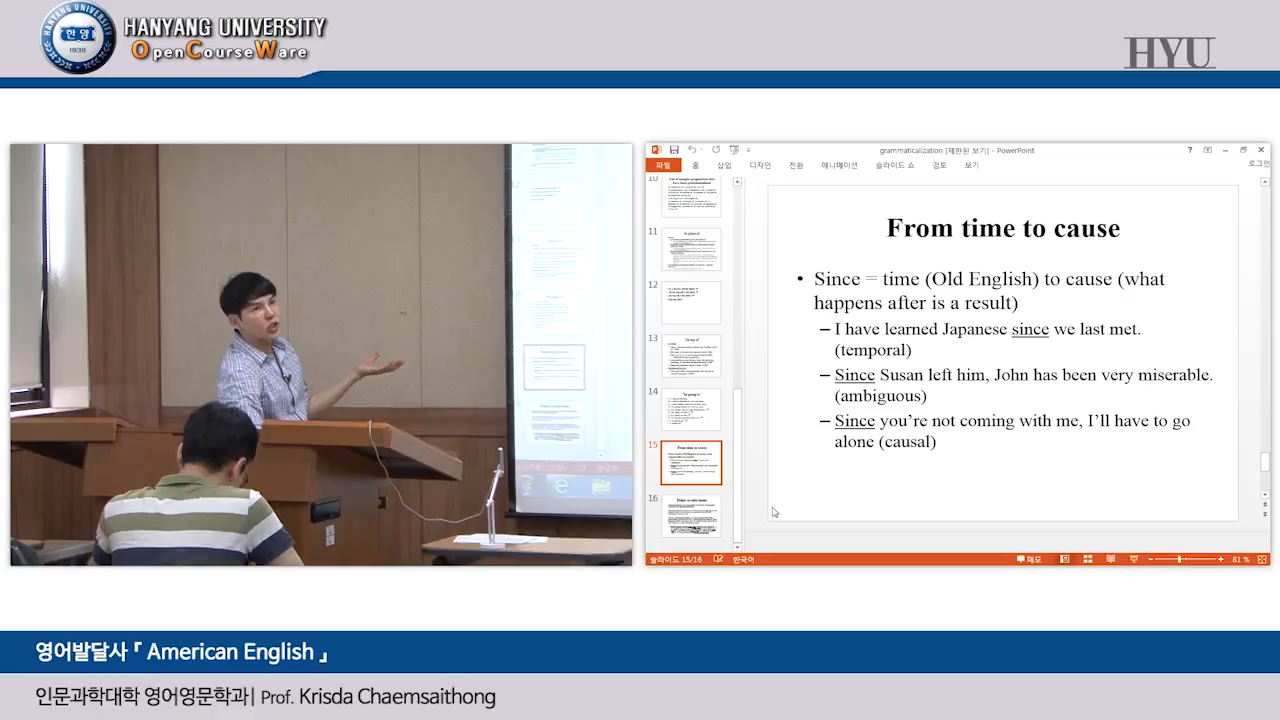 HANYANG UNIVERSITY
OpenCourseWare
한양
1939
HYU
grammaticalization [제한된 보기] - PowerPoint
파일 홈 삽입 디자인 전환 애니메이션 슬라이드 쇼 검토 보기
로그인
10
11
12
13
14
15
16
From time to cause
• Since = time (Old English) to cause (what
happens after is a result)
– I have learned Japanese since we last met.
(temporal)
– Since Susan left him, John has been very miserable.
(ambiguous)
– Since you're not coming with me, I'll have to go
alone (causal)
슬라이드 15/16 한국어 메모 81 %
영어발달사「 American English 」
인문과학대학 영어영문학과| Prof. Krisda Chaemsaithong